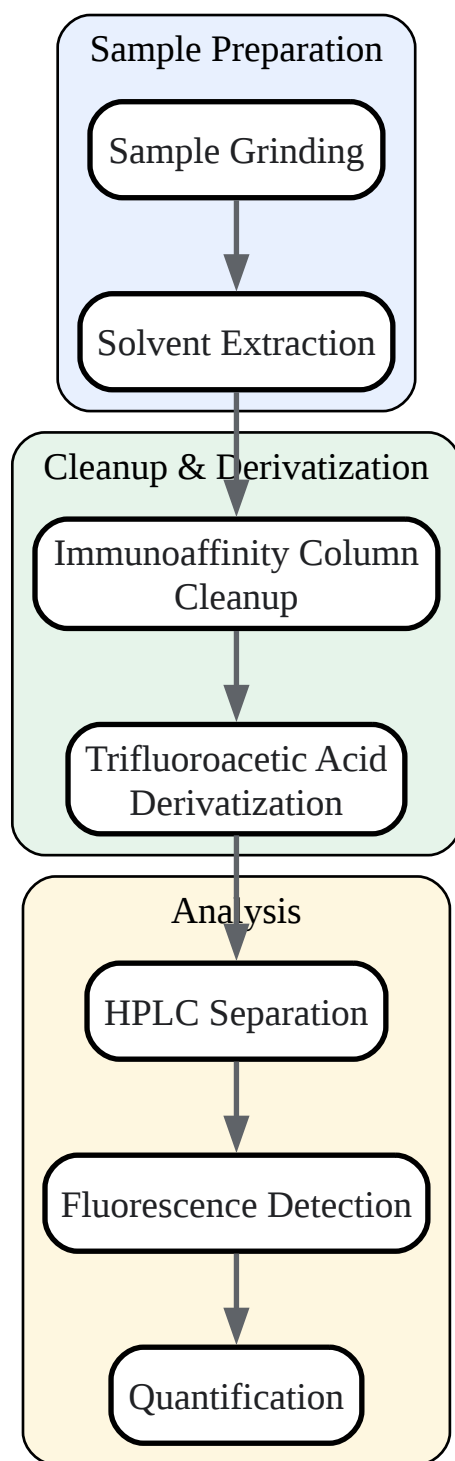 Sample Preparation
Sample Grinding
Solvent Extraction
Cleanup & Derivatization
Immunoaffinity Column
Cleanup
Trifluoroacetic Acid
Derivatization
Analysis
HPLC Separation
Fluorescence Detection
Quantification